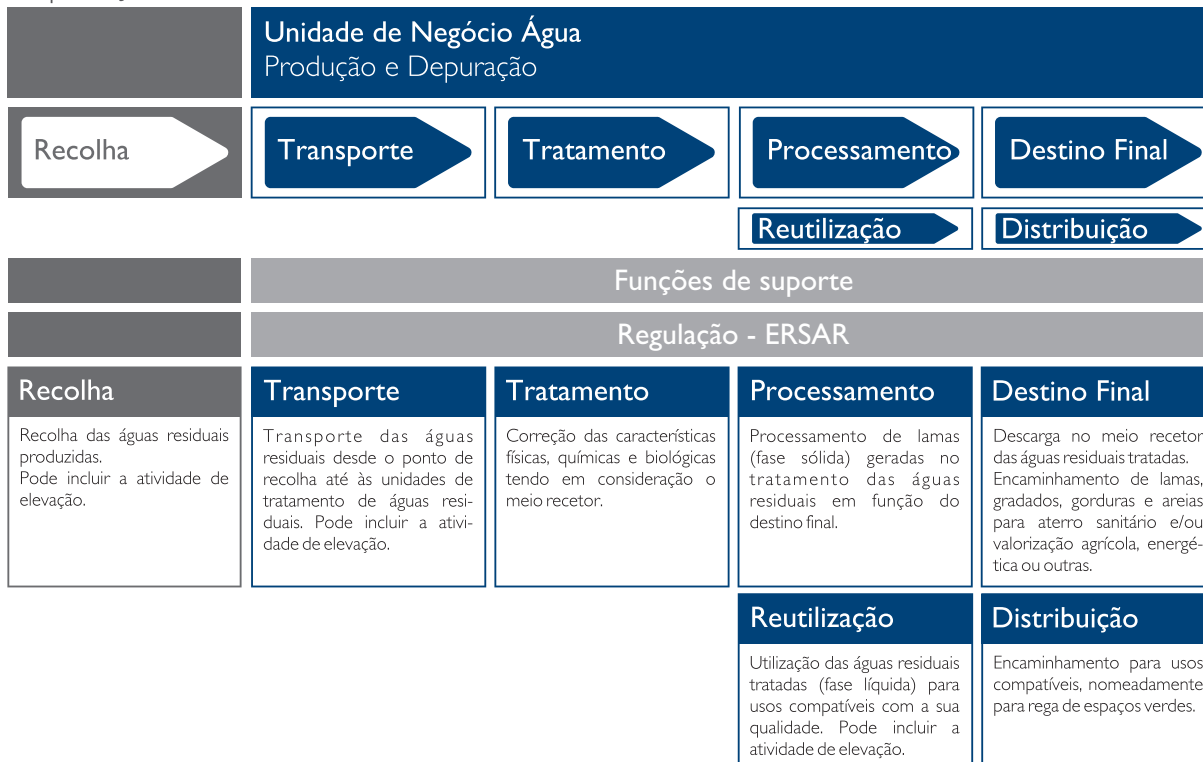 Unidade de Negócio Água
Produção e Depuração
Recolha
Transporte
Tratamento
Processamento
Destino Final
Reutilização
Distribuição
Funções de suporte
Regulação - ERSAR
Recolha
Recolha das águas residuais
produzidas.
Pode incluir a atividade de
elevação.
Transporte
Transporte das águas
residuais desde o ponto de
recolha até às unidades de
tratamento de águas resi-
duais. Pode incluir a ativi-
dade de elevação.
Tratamento
Correção das características
físicas, químicas e biológicas
tendo em consideração o
meio recetor.
Processamento
Processamento de lamas
(fase sólida) geradas no
tratamento das águas
residuais em função do
destino final.
Destino Final
Descarga no meio recetor
das águas residuais tratadas.
Encaminhamento de lamas,
gradados, gorduras e areias
para aterro sanitário e/ou
valorização agrícola, energé-
tica ou outras.
Reutilização
Utilização das águas residuais
tratadas (fase líquida) para
usos compatíveis com a sua
qualidade. Pode incluir a
atividade de elevação.
Distribuição
Encaminhamento para usos
compatíveis, nomeadamente
para rega de espaços verdes.